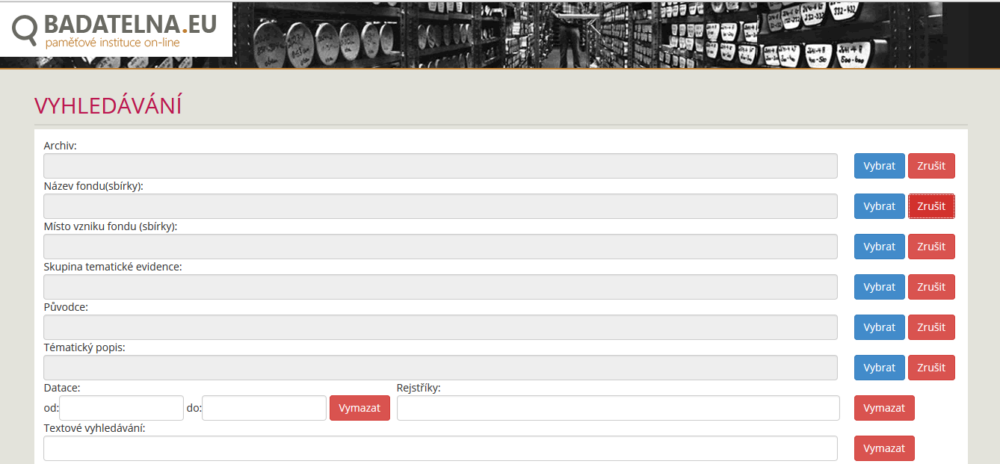 BADATELNA.EU
paměťové instituce on-line
VYHLEDÁVÁNÍ
Archiv:
Vybrat Zrušit
Název fondu(sbírky):
Vybrat Zrušit
Místo vzniku fondu (sbírky):
Vybrat Zrušit
Skupina tematické evidence:
Vybrat Zrušit
Původce:
Vybrat Zrušit
Tématický popis:
Vybrat Zrušit
Datace: Rejstříky:
od: do: Vymazat Vymazat
Textové vyhledávání:
Vymazat